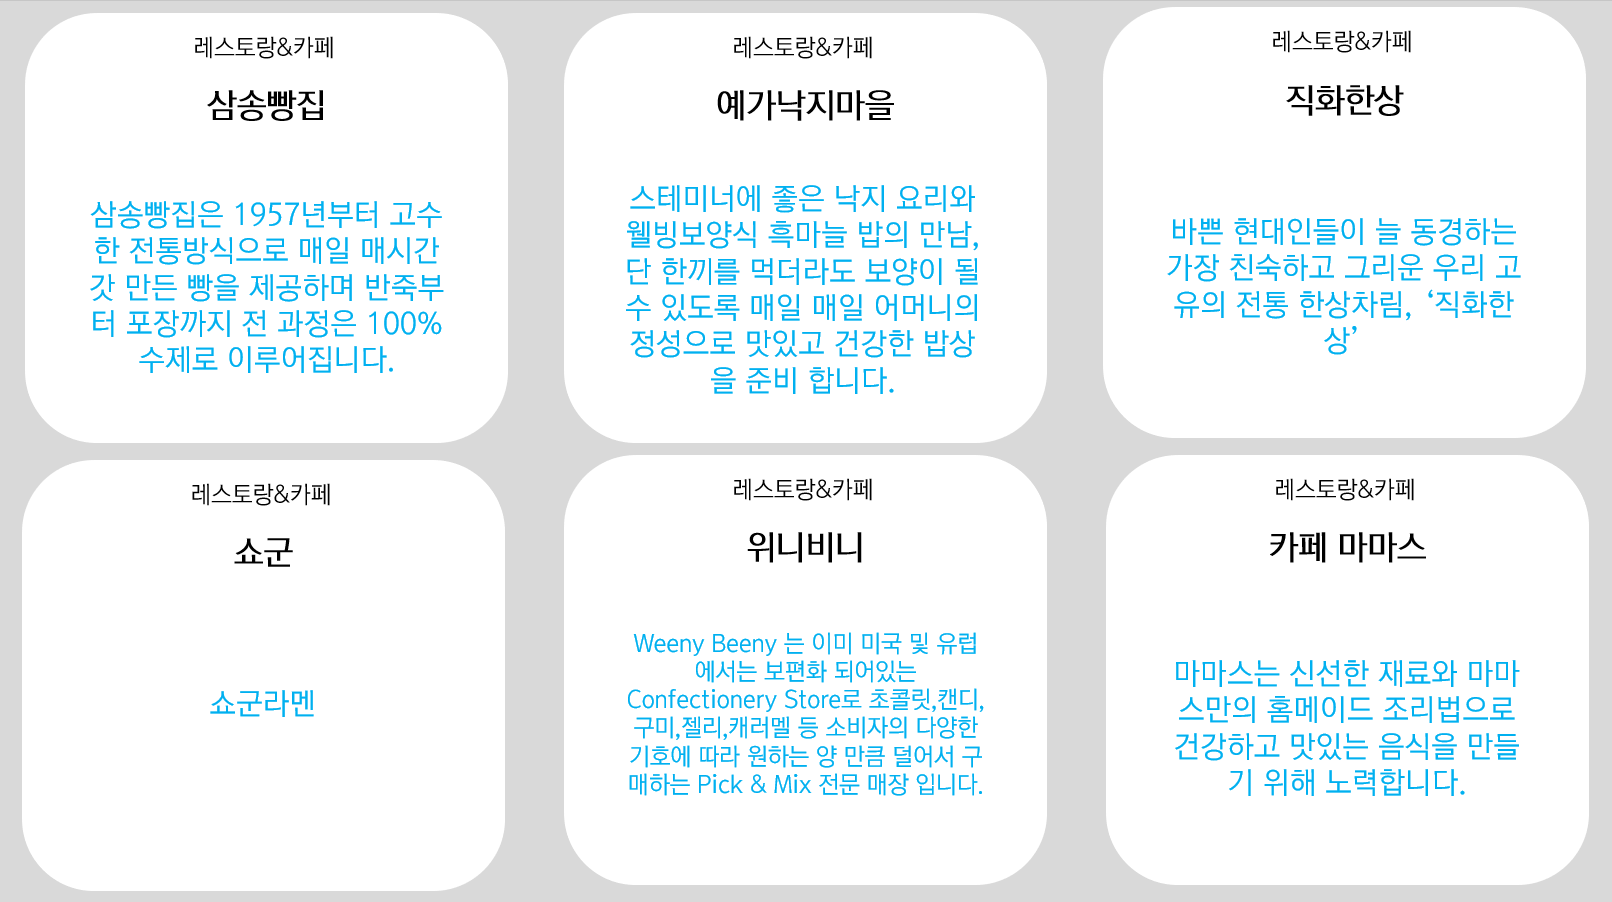 레스토랑&카페
삼송빵집
삼송빵집은 1957년부터 고수
한 전통방식으로 매일 매시간
갓 만든 빵을 제공하며 반죽부
터 포장까지 전 과정은 100%
수제로 이루어집니다.
레스토랑&카페
예가낙지마을
스테미너에 좋은 낙지 요리와
웰빙보양식 흑마늘 밥의 만남,
단 한끼를 먹더라도 보양이 될
수 있도록 매일 매일 어머니의
정성으로 맛있고 건강한 밥상
을 준비 합니다.
레스토랑&카페
직화한상
바쁜 현대인들이 늘 동경하는
가장 친숙하고 그리운 우리 고
유의 전통 한상차림, ‘직화한
상’
레스토랑&카페
쇼군
쇼군라멘
레스토랑&카페
위니비니
Weeny Beeny 는 이미 미국 및 유럽
에서는 보편화 되어있는
Confectionery Store로 초콜릿,캔디,
구미,젤리,캐러멜 등 소비자의 다양한
기호에 따라 원하는 양 만큼 덜어서 구
매하는 Pick & Mix 전문 매장 입니다.
레스토랑&카페
카페 마마스
마마스는 신선한 재료와 마마
스만의 홈메이드 조리법으로
건강하고 맛있는 음식을 만들
기 위해 노력합니다.